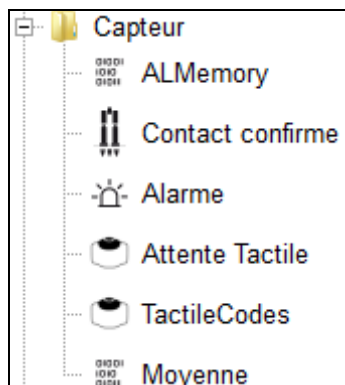 Capteur
ALMemory
Contact confirme
Alarme
Attente Tactile
TactileCodes
Moyenne